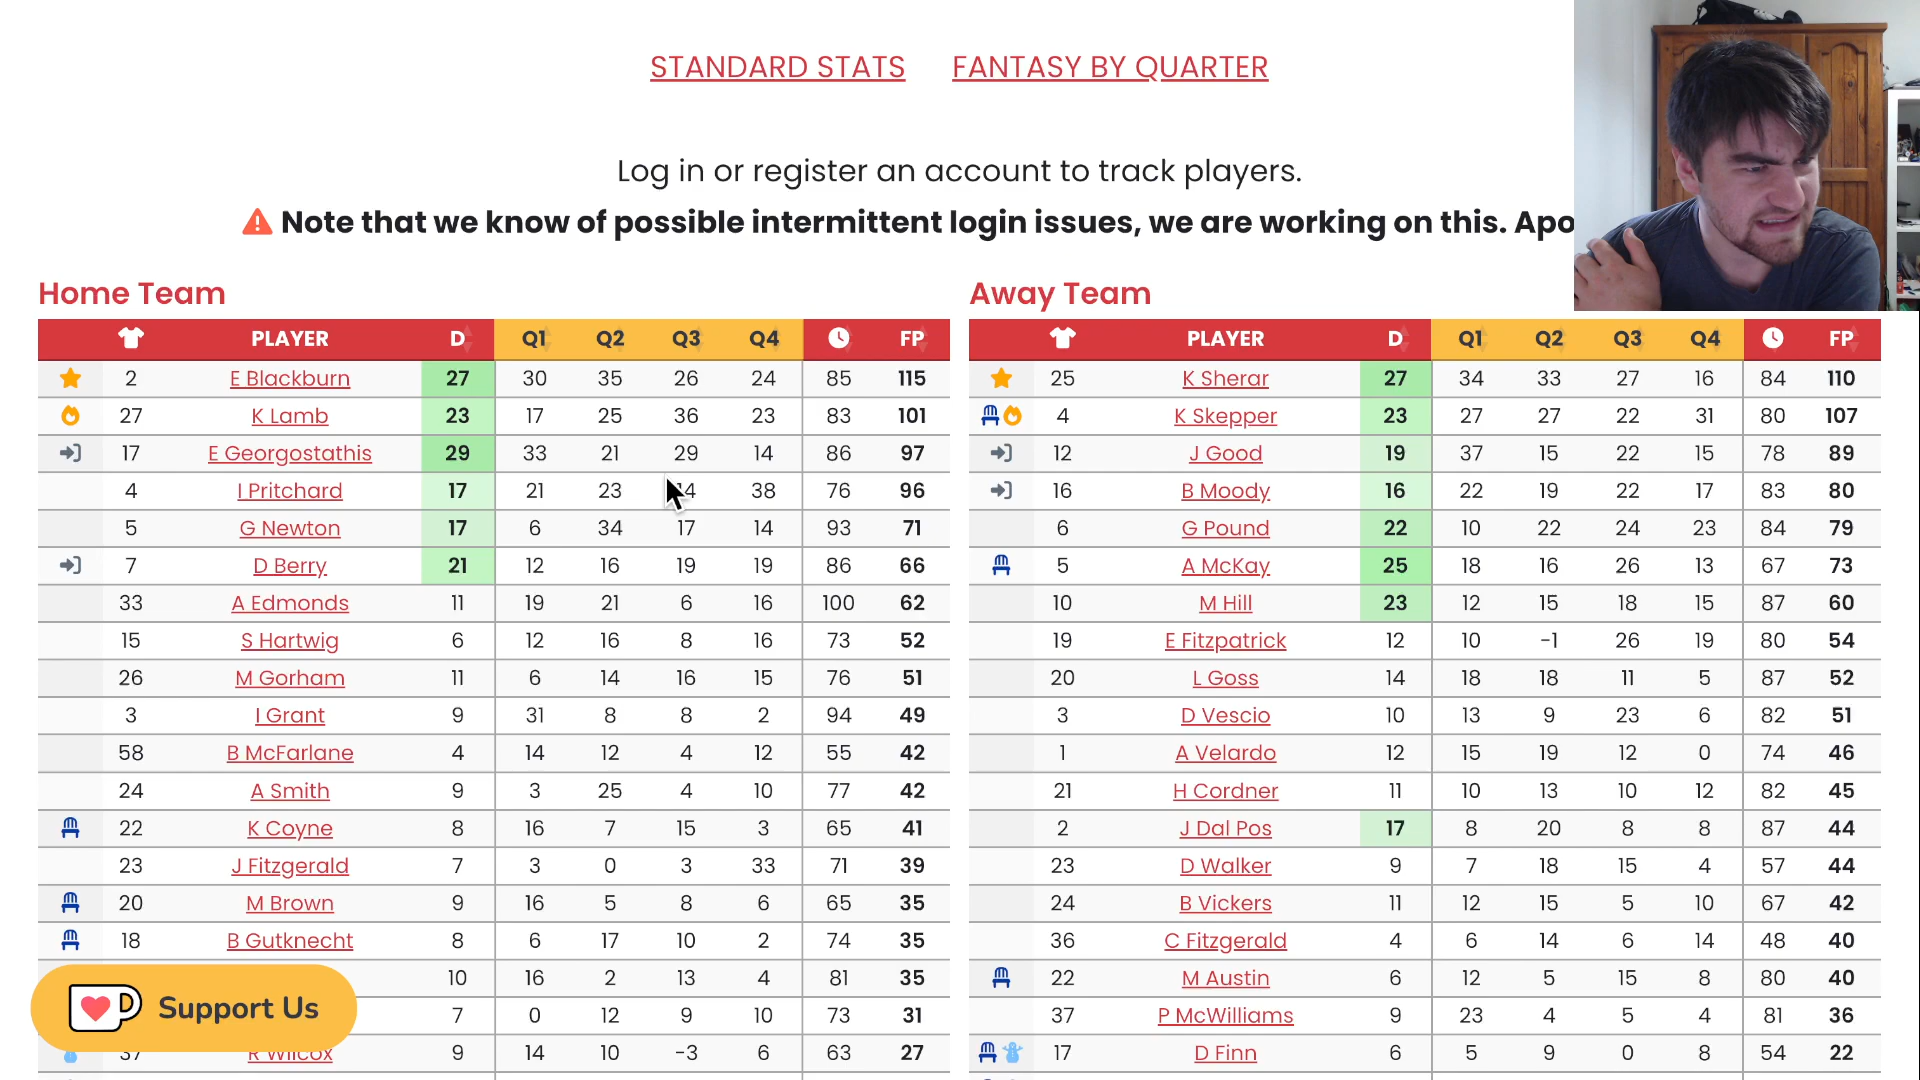 STANDARD STATS FANTASY BY QUARTER
Log in or register an account to track players.
Note that we know of possible intermittent login issues, we are working on this. Apo
Home Team
PLAYER D Q1 Q2 Q3 Q4 FP
2 E Blackburn 27 30 35 26 24 85 115
27 K Lamb 23 17 25 36 23 83 101
17 E Georgostathis 29 33 21 29 14 86 97
4 I Pritchard 17 21 23 14 38 76 96
5 G Newton 17 6 34 17 14 93 71
7 D Berry 21 12 16 19 19 86 66
33 A Edmonds 11 19 21 6 16 100 62
15 S Hartwig 6 12 16 8 16 73 52
26 M Gorham 11 6 14 16 15 76 51
3 I Grant 9 31 8 8 2 94 49
58 B McFarlane 4 14 12 4 12 55 42
24 A Smith 9 3 25 4 10 77 42
22 K Coyne 8 16 7 15 3 65 41
23 J Fitzgerald 7 3 0 3 33 71 39
20 M Brown 9 16 5 8 6 65 35
18 B Gutknecht 8 6 17 10 2 74 35
10 16 2 13 4 81 35
7 0 12 9 10 73 31
37 R Wilcox 9 14 10 -3 6 63 27
Support Us
Away Team
PLAYER D Q1 Q2 Q3 Q4 FP
25 K Sherar 27 34 33 27 16 84 110
4 K Skepper 23 27 27 22 31 80 107
12 J Good 19 37 15 22 15 78 89
16 B Moody 16 22 19 22 17 83 80
6 G Pound 22 10 22 24 23 84 79
5 A McKay 25 18 16 26 13 67 73
10 M Hill 23 12 15 18 15 87 60
19 E Fitzpatrick 12 10 -1 26 19 80 54
20 L Goss 14 18 18 11 5 87 52
3 D Vescio 10 13 9 23 6 82 51
1 A Velardo 12 15 19 12 0 74 46
21 H Cordner 11 10 13 10 12 82 45
2 J Dal Pos 17 8 20 8 8 87 44
23 D Walker 9 7 18 15 4 57 44
24 B Vickers 11 12 15 5 10 67 42
36 C Fitzgerald 4 6 14 6 14 48 40
22 M Austin 6 12 5 15 8 80 40
37 P McWilliams 9 23 4 5 4 81 36
17 D Finn 6 5 9 0 8 54 22